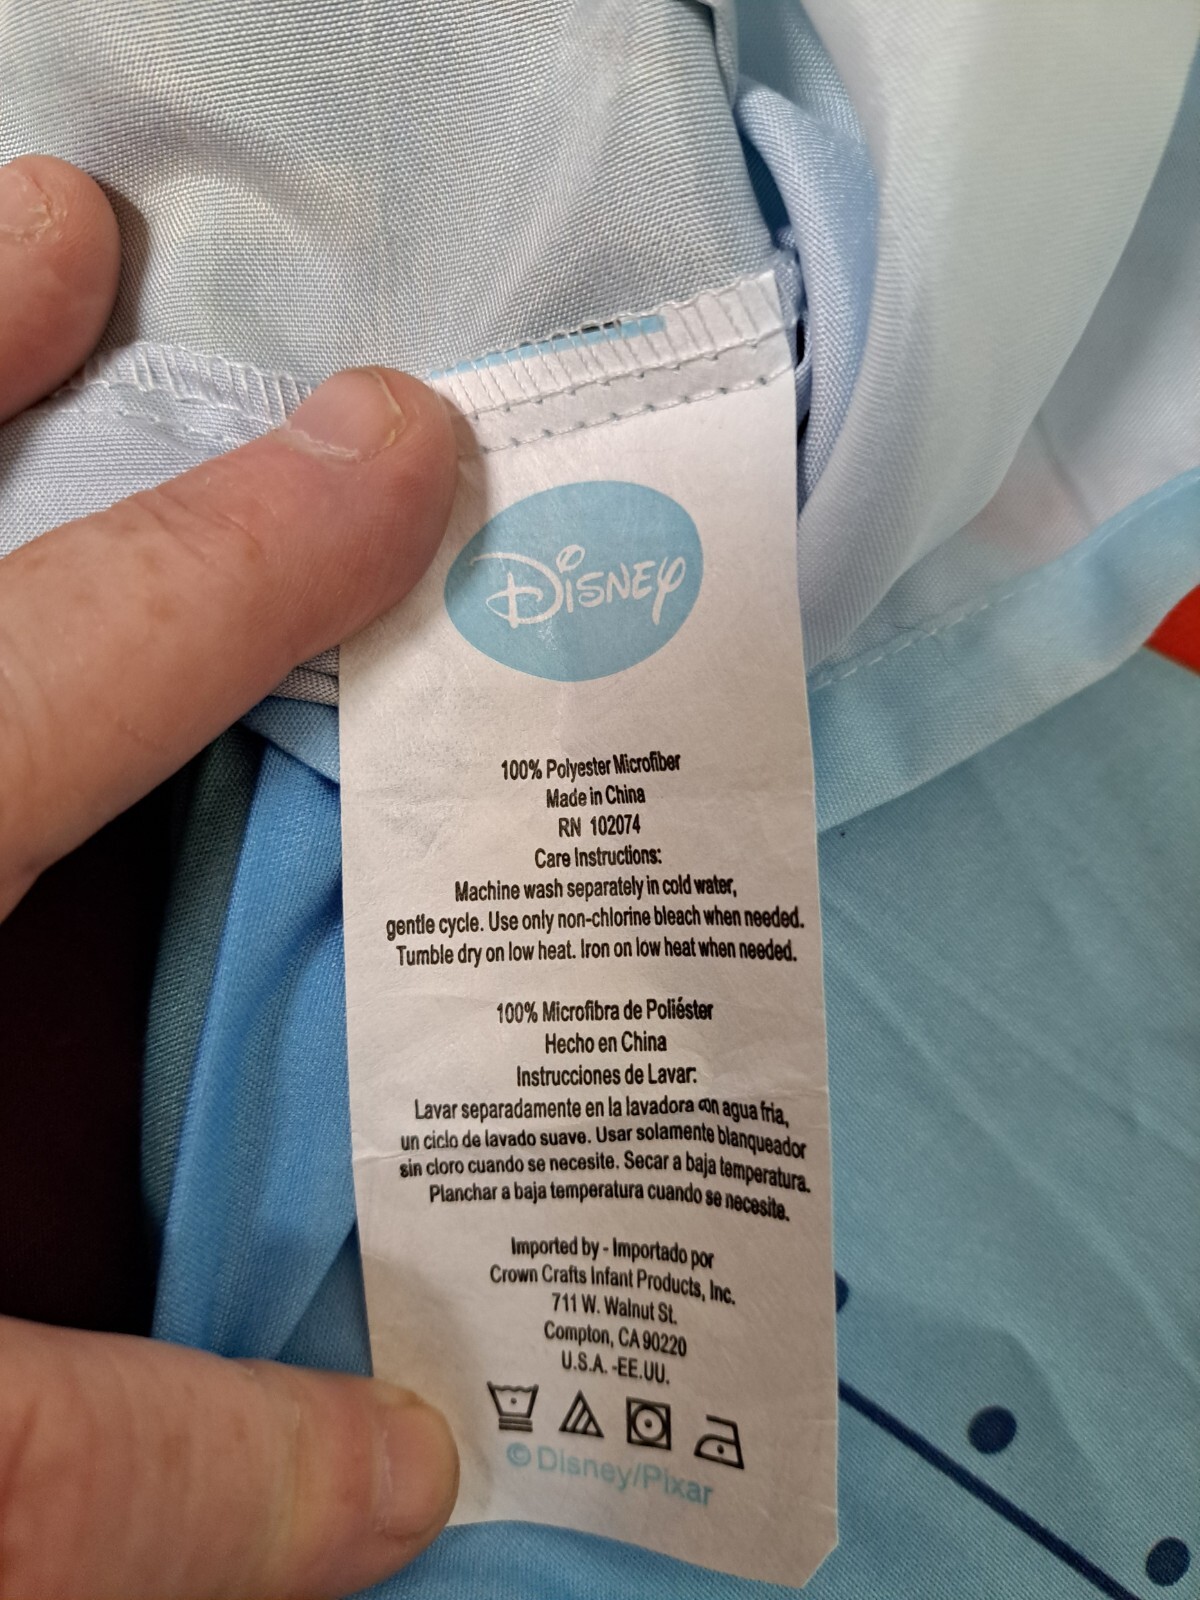 Disney
100% Polyester Microfiber
Made in China
RN 102074
Care Instructions:
Machine wash separately in cold water,
gentle cycle. Use only non-chlorine bleach when needed.
Tumble dry on low heat. Iron on low heat when needed.
100% Microfibra de Poliéster
Hecho en China
Instrucciones de Lavar:
Lavar separadamente en la lavadora con agua fria,
un ciclo de lavado suave. Usar solamente blanqueador
sin cloro cuando se necesite. Secar a baja temperatura.
Planchar a baja temperatura cuando se necesite.
Imported by - Importado por
Crown Crafts Infant Products, Inc.
711 W. Walnut St.
Compton, CA 90220
U.S.A. -EE.UU.
© Disney/Pixar